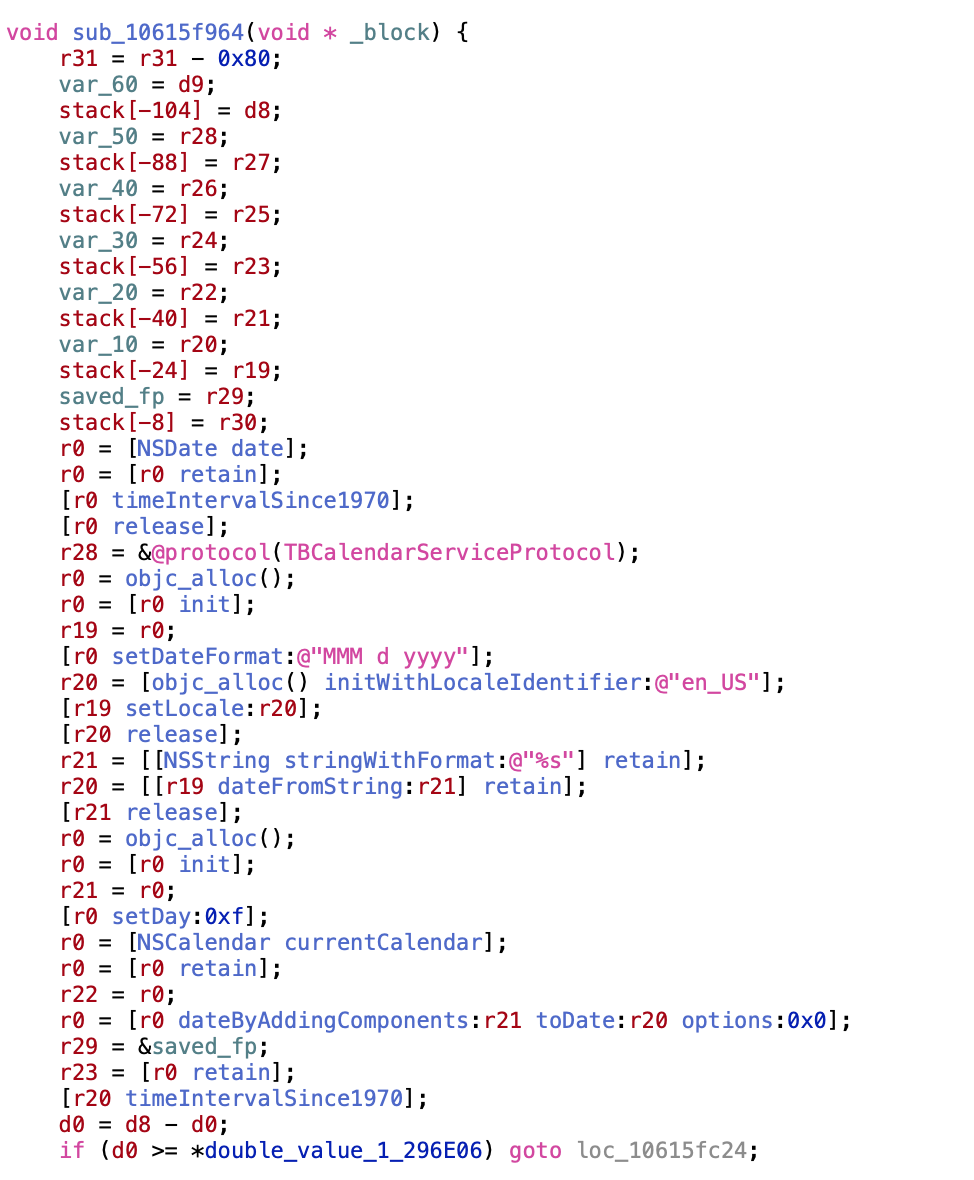 void sub_10615f964(void * _block) {
    r31 = r31 - 0x80;
    var_60 = d9;
    stack[-104] = d8;
    var_50 = r28;
    stack[-88] = r27;
    var_40 = r26;
    stack[-72] = r25;
    var_30 = r24;
    stack[-56] = r23;
    var_20 = r22;
    stack[-40] = r21;
    var_10 = r20;
    stack[-24] = r19;
    saved_fp = r29;
    stack[-8] = r30;
    r0 = [NSDate date];
    r0 = [r0 retain];
    [r0 timeIntervalSince1970];
    [r0 release];
    r28 = &@protocol(TBCalendarServiceProtocol);
    r0 = objc_alloc();
    r0 = [r0 init];
    r19 = r0;
    [r0 setDateFormat:@"MMM d yyyy"];
    r20 = [objc_alloc() initWithLocaleIdentifier:@"en_US"];
    [r19 setLocale:r20];
    [r20 release];
    r21 = [[NSString stringWithFormat:@"%s"] retain];
    r20 = [[r19 dateFromString:r21] retain];
    [r21 release];
    r0 = objc_alloc();
    r0 = [r0 init];
    r21 = r0;
    [r0 setDay:0xf];
    r0 = [NSCalendar currentCalendar];
    r0 = [r0 retain];
    r22 = r0;
    r0 = [r0 dateByAddingComponents:r21 toDate:r20 options:0x0];
    r29 = &saved_fp;
    r23 = [r0 retain];
    [r20 timeIntervalSince1970];
    d0 = d8 - d0;
    if (d0 >= *double_value_1_296E06) goto loc_10615fc24;